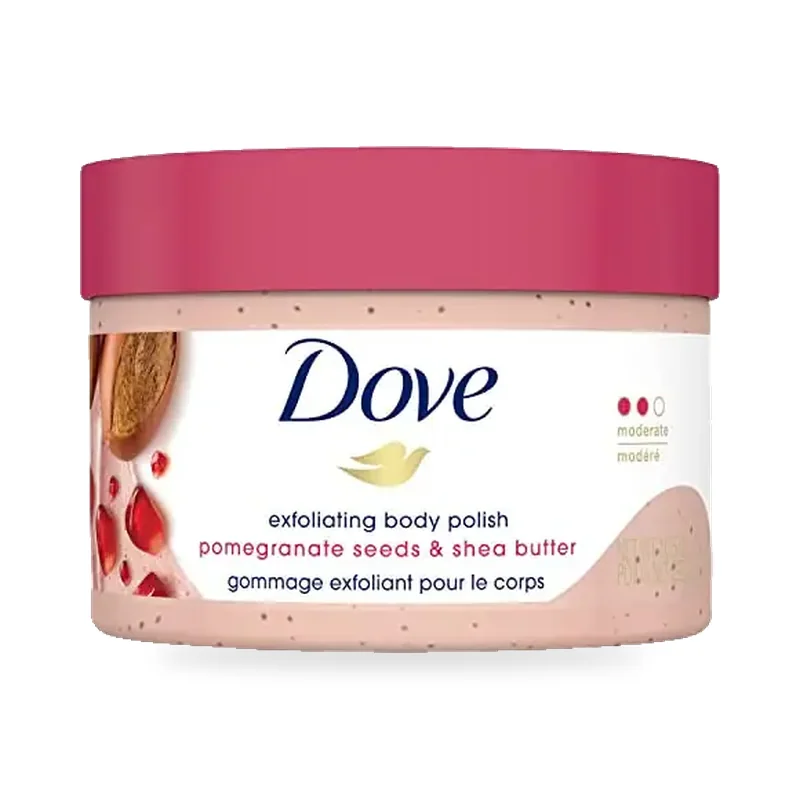 Dove
moderate
modéré
exfoliating body polish
pomegranate seeds & shea butter
gommage exfoliant pour le corps